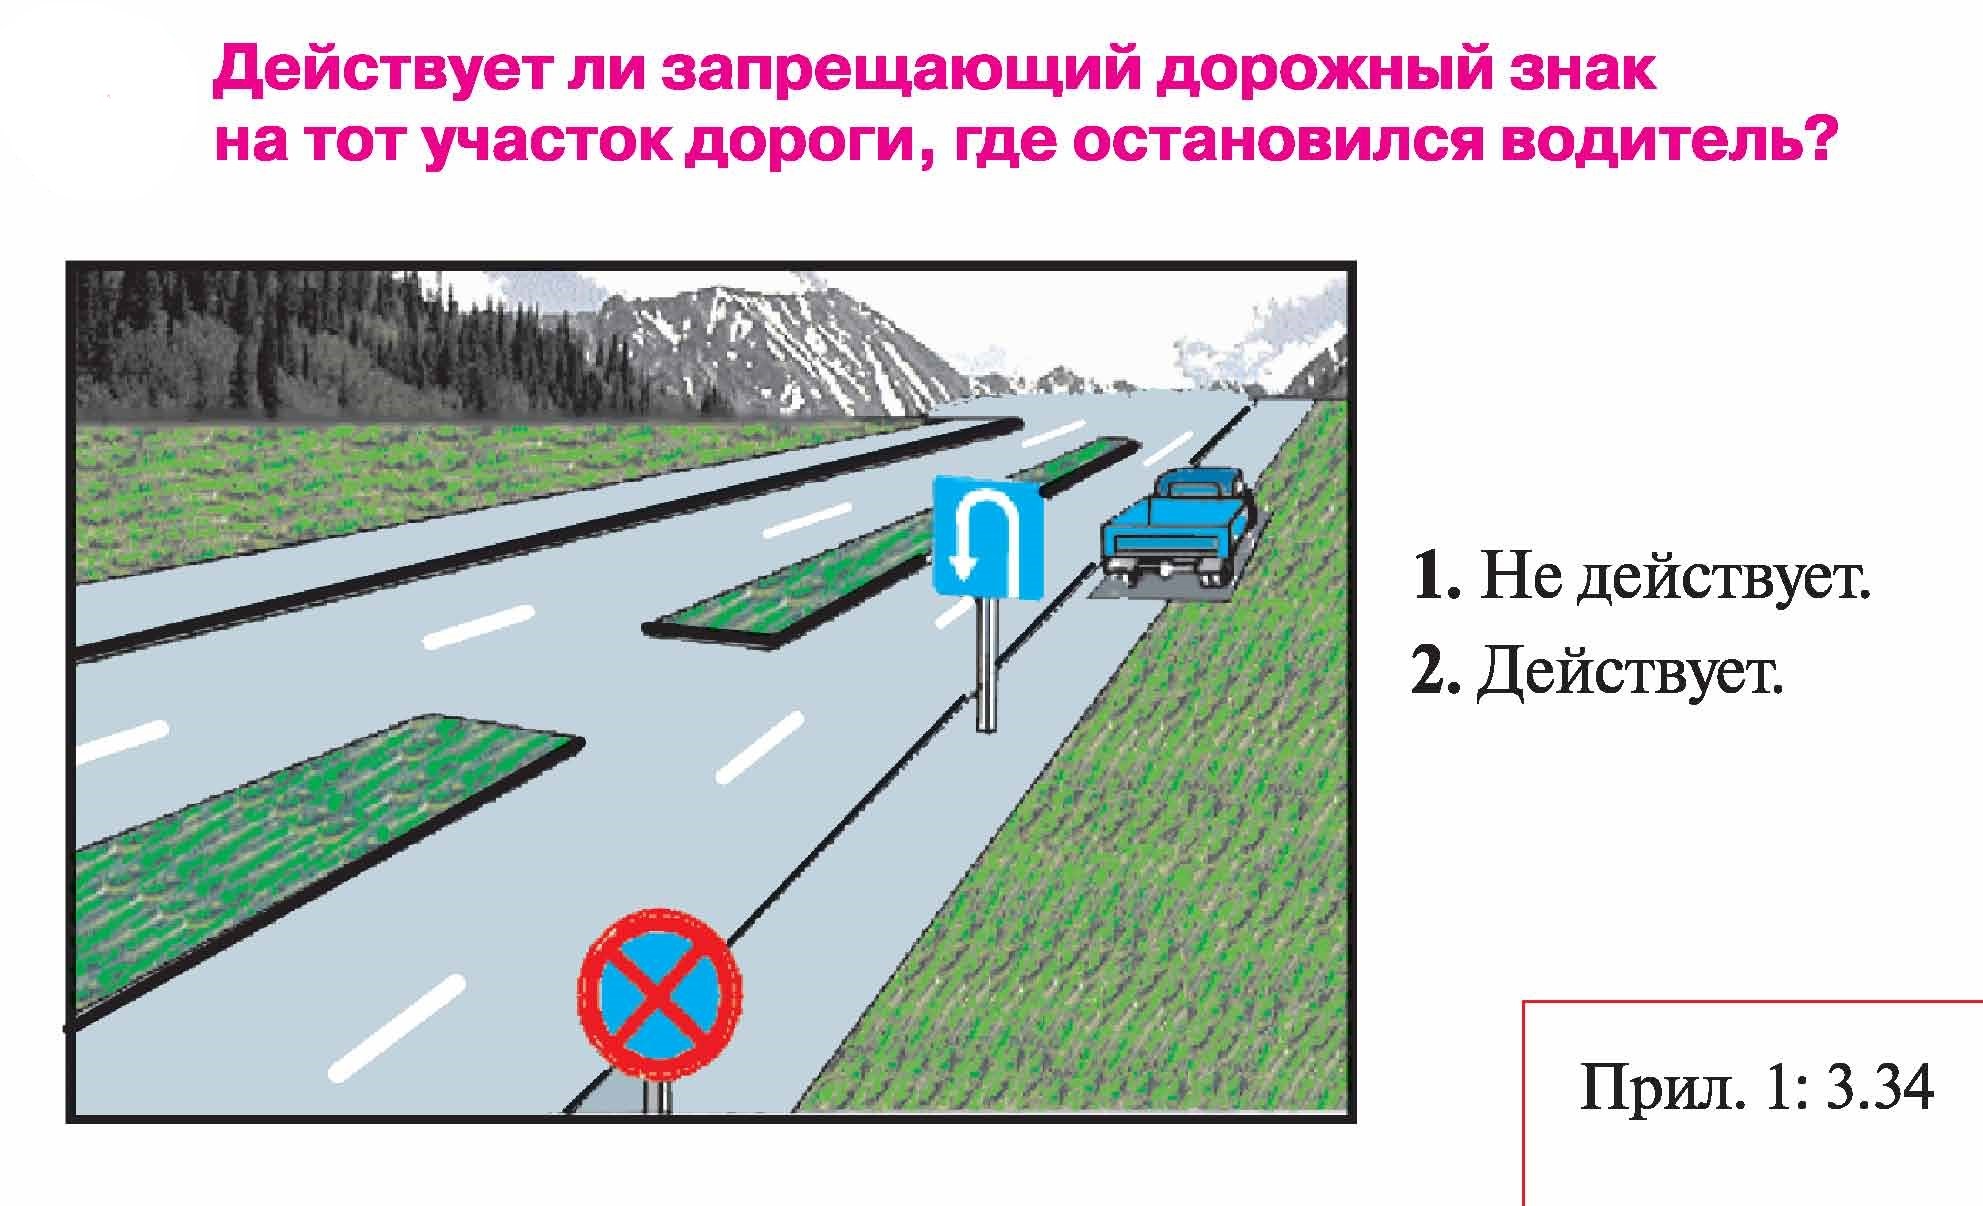 Действует ли запрещающий дорожный знак
на тот участок дороги, где остановился водитель?
1. Не действует.
2. Действует.
Прил. 1: 3.34